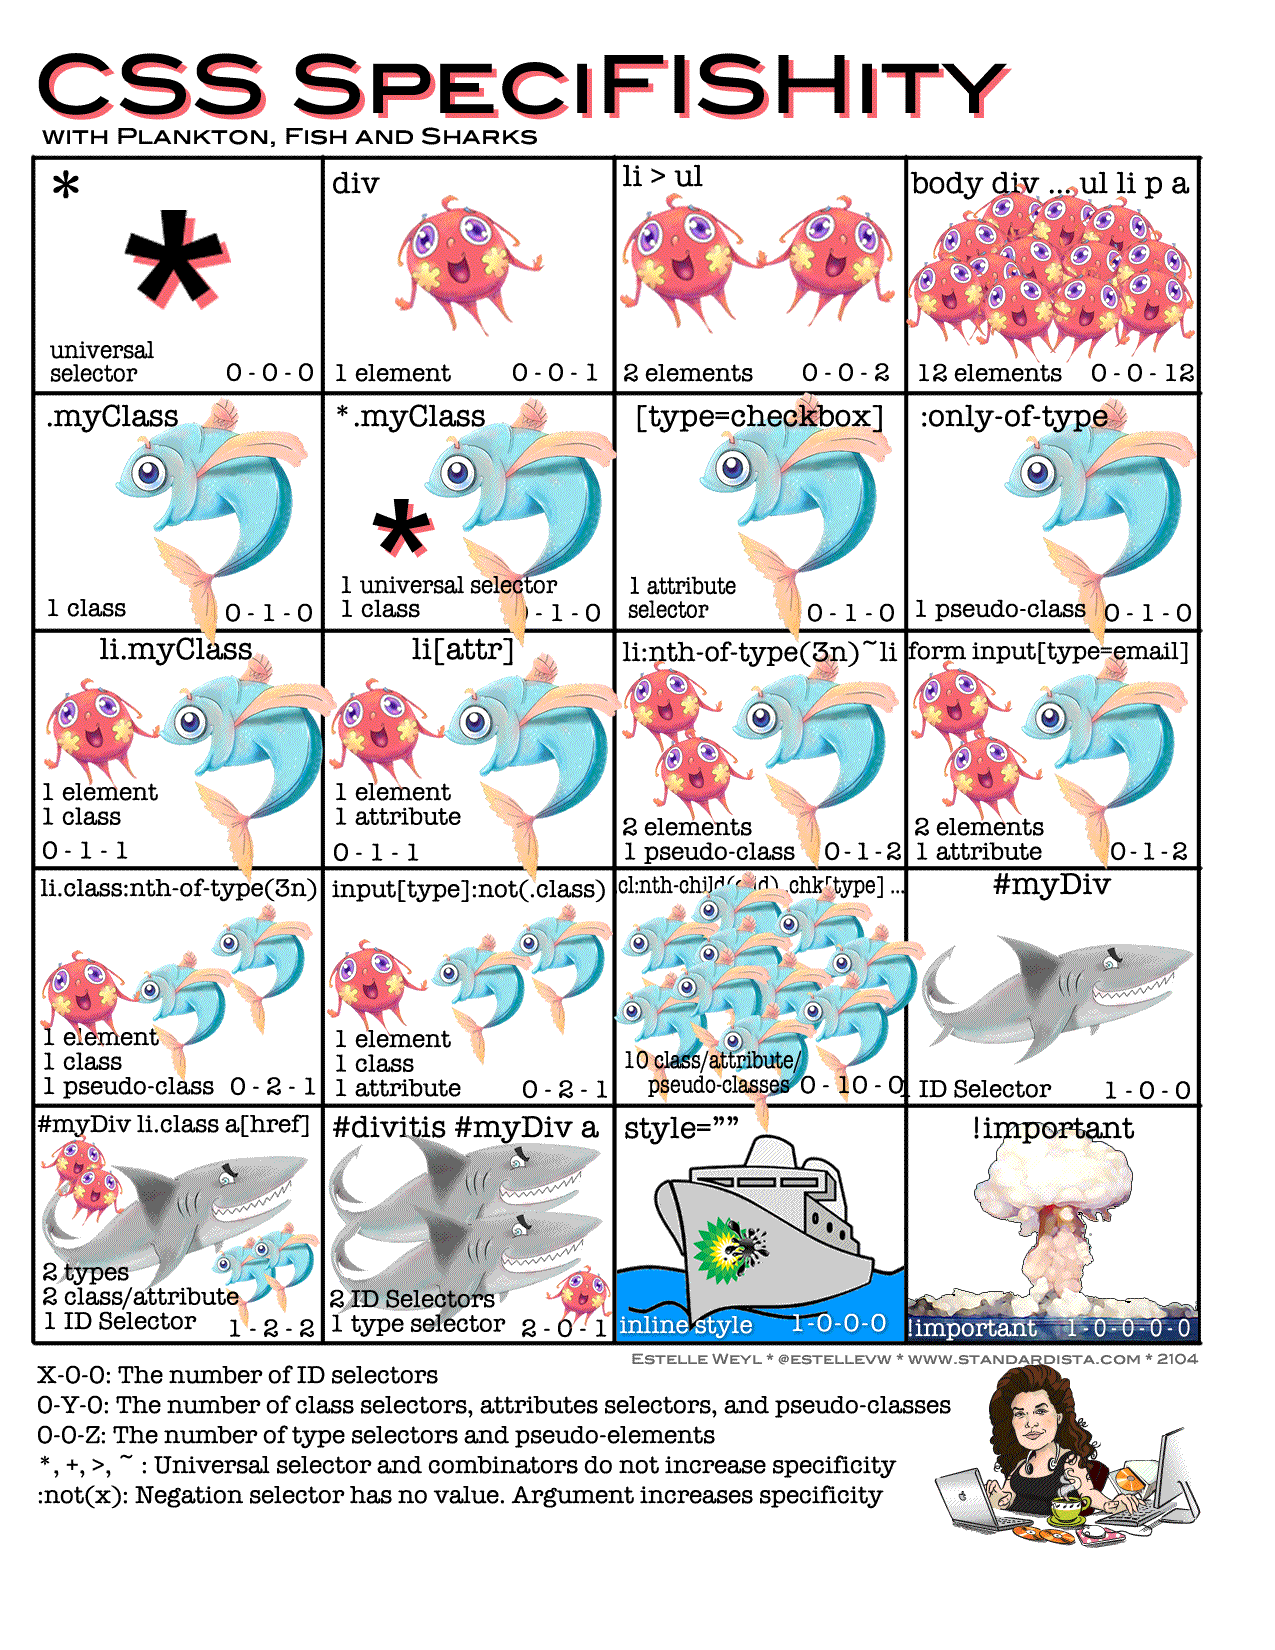 CSS SpeciFISHity
with Plankton, Fish and Sharks
*
*
universal
selector
0 - 0 - 0
div
1 element
0 - 0 - 1
li > ul
2 elements
0 - 0 - 2
body div ... ul li p a
12 elements
0 - 0 - 12
.myClass
1 class
0 - 1 - 0
* .myClass
*
1 universal selector
1 class
0 - 1 - 0
[type=checkbox]
1 attribute
selector
0 - 1 - 0
:only-of-type
1 pseudo-class
0 - 1 - 0
li.myClass
1 element
1 class
0 - 1 - 1
li[attr]
1 element
1 attribute
0 - 1 - 1
li:nth-of-type(3n)~li
2 elements
1 pseudo-class
0 - 1 - 2
form input[type=email]
2 elements
1 attribute
0 - 1 - 2
li.class:nth-of-type(3n)
1 element
1 class
1 pseudo-class
0 - 2 - 1
input[type]:not(.class)
1 element
1 class
1 attribute
0 - 2 - 1
cl:nth-child(odd) .chk[type] ...
10 class/attribute/
pseudo-classes
0 - 10 - 0
#myDiv
ID Selector
1 - 0 - 0
#myDiv li.class a[href]
2 types
2 class/attribute
1 ID Selector
1 - 2 - 2
#divitis #myDiv a
2 ID Selectors
1 type selector
2 - 0 - 1
style=””
inline style
1-0-0-0
!important
!important
1 - 0 - 0 - 0 - 0
Estelle Weyl * @estellevw * www.standardista.com * 2104
X-0-0: The number of ID selectors
0-Y-0: The number of class selectors, attributes selectors, and pseudo-classes
0-0-Z: The number of type selectors and pseudo-elements
*, +, >, ~ : Universal selector and combinators do not increase specificity
:not(x): Negation selector has no value. Argument increases specificity